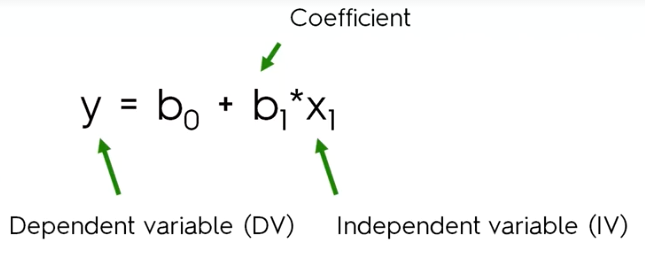 Coefficient
y = b₀ + b₁*x₁
Dependent variable (DV) Independent variable (IV)